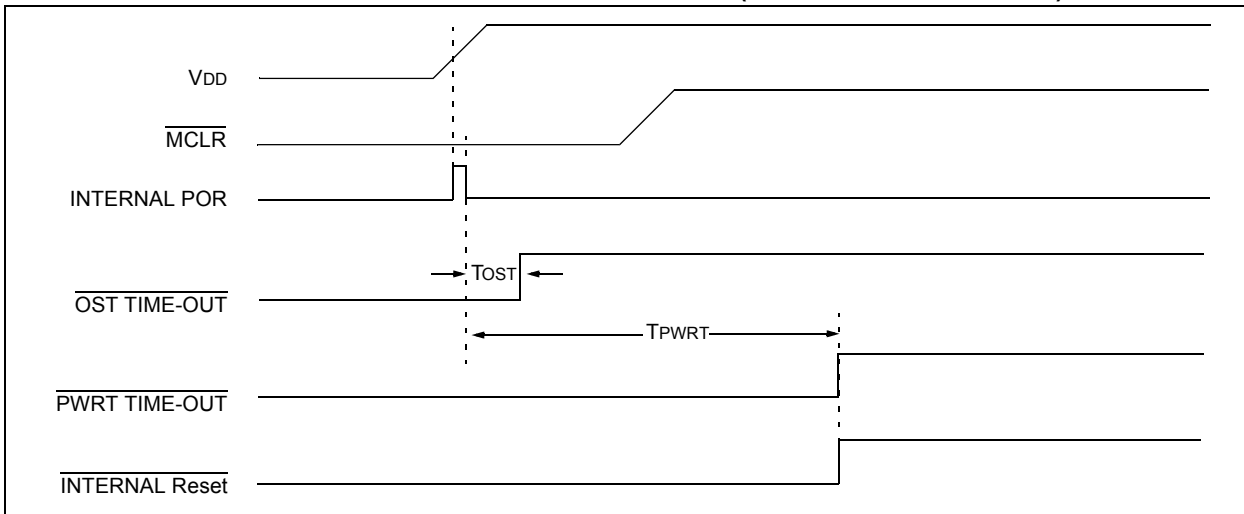 VDD
MCLR
INTERNAL POR
TOST
OST TIME-OUT
TPWRT
PWRT TIME-OUT
INTERNAL Reset